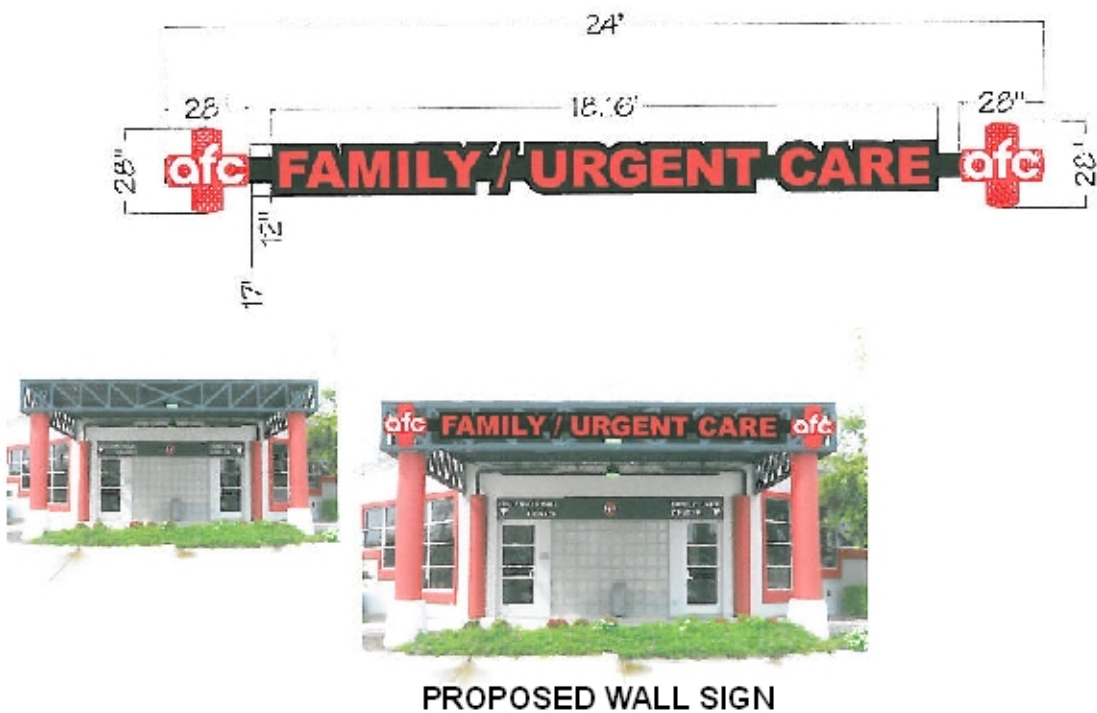 24'
28"
18.16'
28"
28"
afc
FAMILY / URGENT CARE
afc
28"
12"
17'
afc
FAMILY / URGENT CARE
afc
PROPOSED WALL SIGN